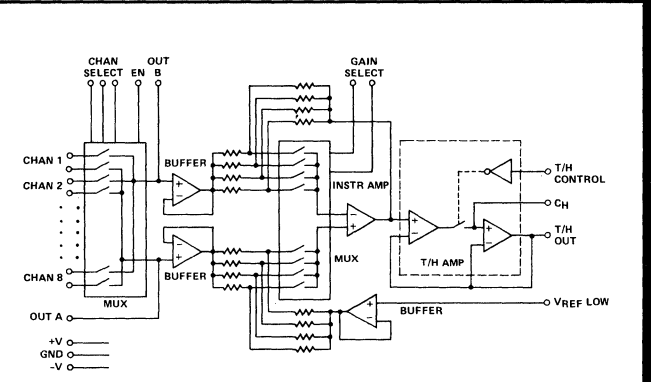 CHAN
SELECT
EN
OUT
B
GAIN
SELECT
CHAN 1
CHAN 2
CHAN 8
MUX
BUFFER
+
−
−
+
BUFFER
INSTR AMP
−
+
MUX
+
−
+
−
T/H AMP
T/H
CONTROL
CH
T/H
OUT
+
−
BUFFER
VREF LOW
OUT A
+V
GND
−V